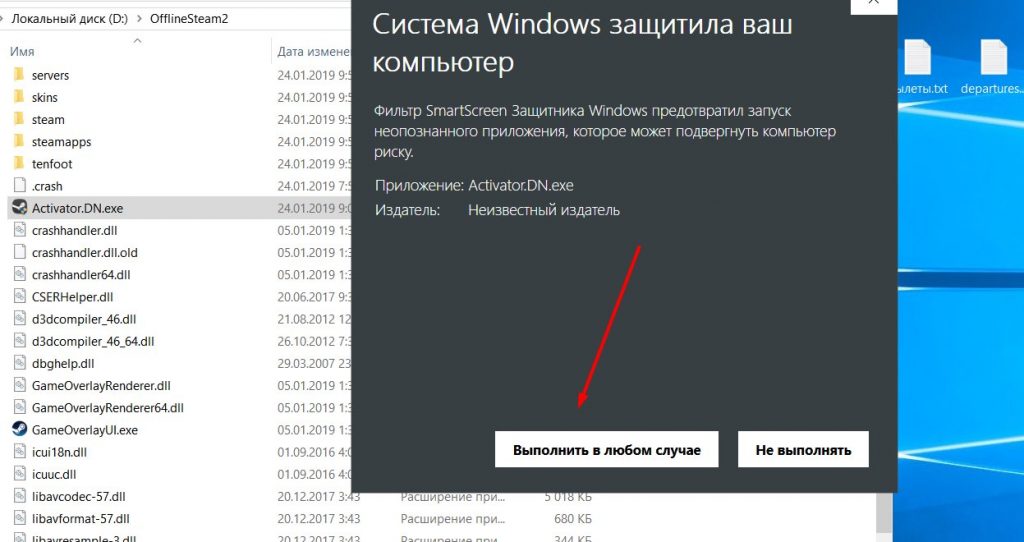 Локальный диск (D:) › OfflineSteam2
Имя
Дата изменен
servers 24.01.2019 9:5
skins 24.01.2019 9:5
steam 24.01.2019 9:5
steamapps 24.01.2019 9:5
tenfoot 24.01.2019 9:5
.crash 24.01.2019 7:5
Activator.DN.exe 24.01.2019 9:0
crashhandler.dll 05.01.2019 1:3
crashhandler.dll.old 05.01.2019 1:3
crashhandler64.dll 05.01.2019 1:3
CSERHelper.dll 20.06.2017 9:3
d3dcompiler_46.dll 21.08.2012 1
d3dcompiler_46_64.dll 26.10.2012 7:
dbghelp.dll 29.03.2007 23
GameOverlayRenderer.dll 05.01.2019 1:3
GameOverlayRenderer64.dll 05.01.2019 1:3
GameOverlayUI.exe 05.01.2019 1:3
icui18n.dll 01.09.2016 4:0
icuuc.dll 01.09.2016 4:0
libavcodec-57.dll 20.12.2017 3:43 Расширение при... 5 018 КБ
libavformat-57.dll 20.12.2017 3:43 Расширение при... 680 КБ
libavresample-3.dll 20.12.2017 3:43 Расширение при... 344 КБ
Система Windows защитила ваш
компьютер
Фильтр SmartScreen Защитника Windows предотвратил запуск
неопознанного приложения, которое может подвергнуть компьютер
риску.
Приложение: Activator.DN.exe
Издатель: Неизвестный издатель
Выполнить в любом случае
Не выполнять
ылеты.txt
departures...